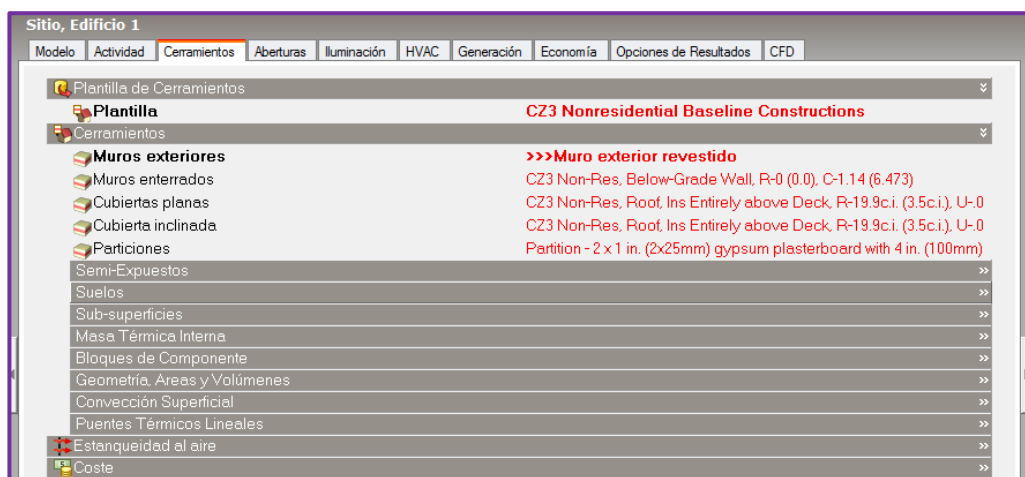 Sitio, Edificio 1
Modelo Actividad Cerramientos Aberturas Iluminación HVAC Generación Economía Opciones de Resultados CFD
Plantilla de Cerramientos
Plantilla CZ3 Nonresidential Baseline Constructions
Cerramientos
Muros exteriores >>>Muro exterior revestido
Muros enterrados CZ3 Non-Res, Below-Grade Wall, R-0 (0.0), C-1.14 (6.473)
Cubiertas planas CZ3 Non-Res, Roof, Ins Entirely above Deck, R-19.9c.i. (3.5c.i.), U-.0
Cubierta inclinada CZ3 Non-Res, Roof, Ins Entirely above Deck, R-19.9c.i. (3.5c.i.), U-.0
Particiones Partition - 2 x 1 in. (2x25mm) gypsum plasterboard with 4 in. (100mm)
Semi-Expuestos
Suelos
Sub-superficies
Masa Térmica Interna
Bloques de Componente
Geometría, Areas y Volúmenes
Convección Superficial
Puentes Térmicos Lineales
Estanqueidad al aire
Coste